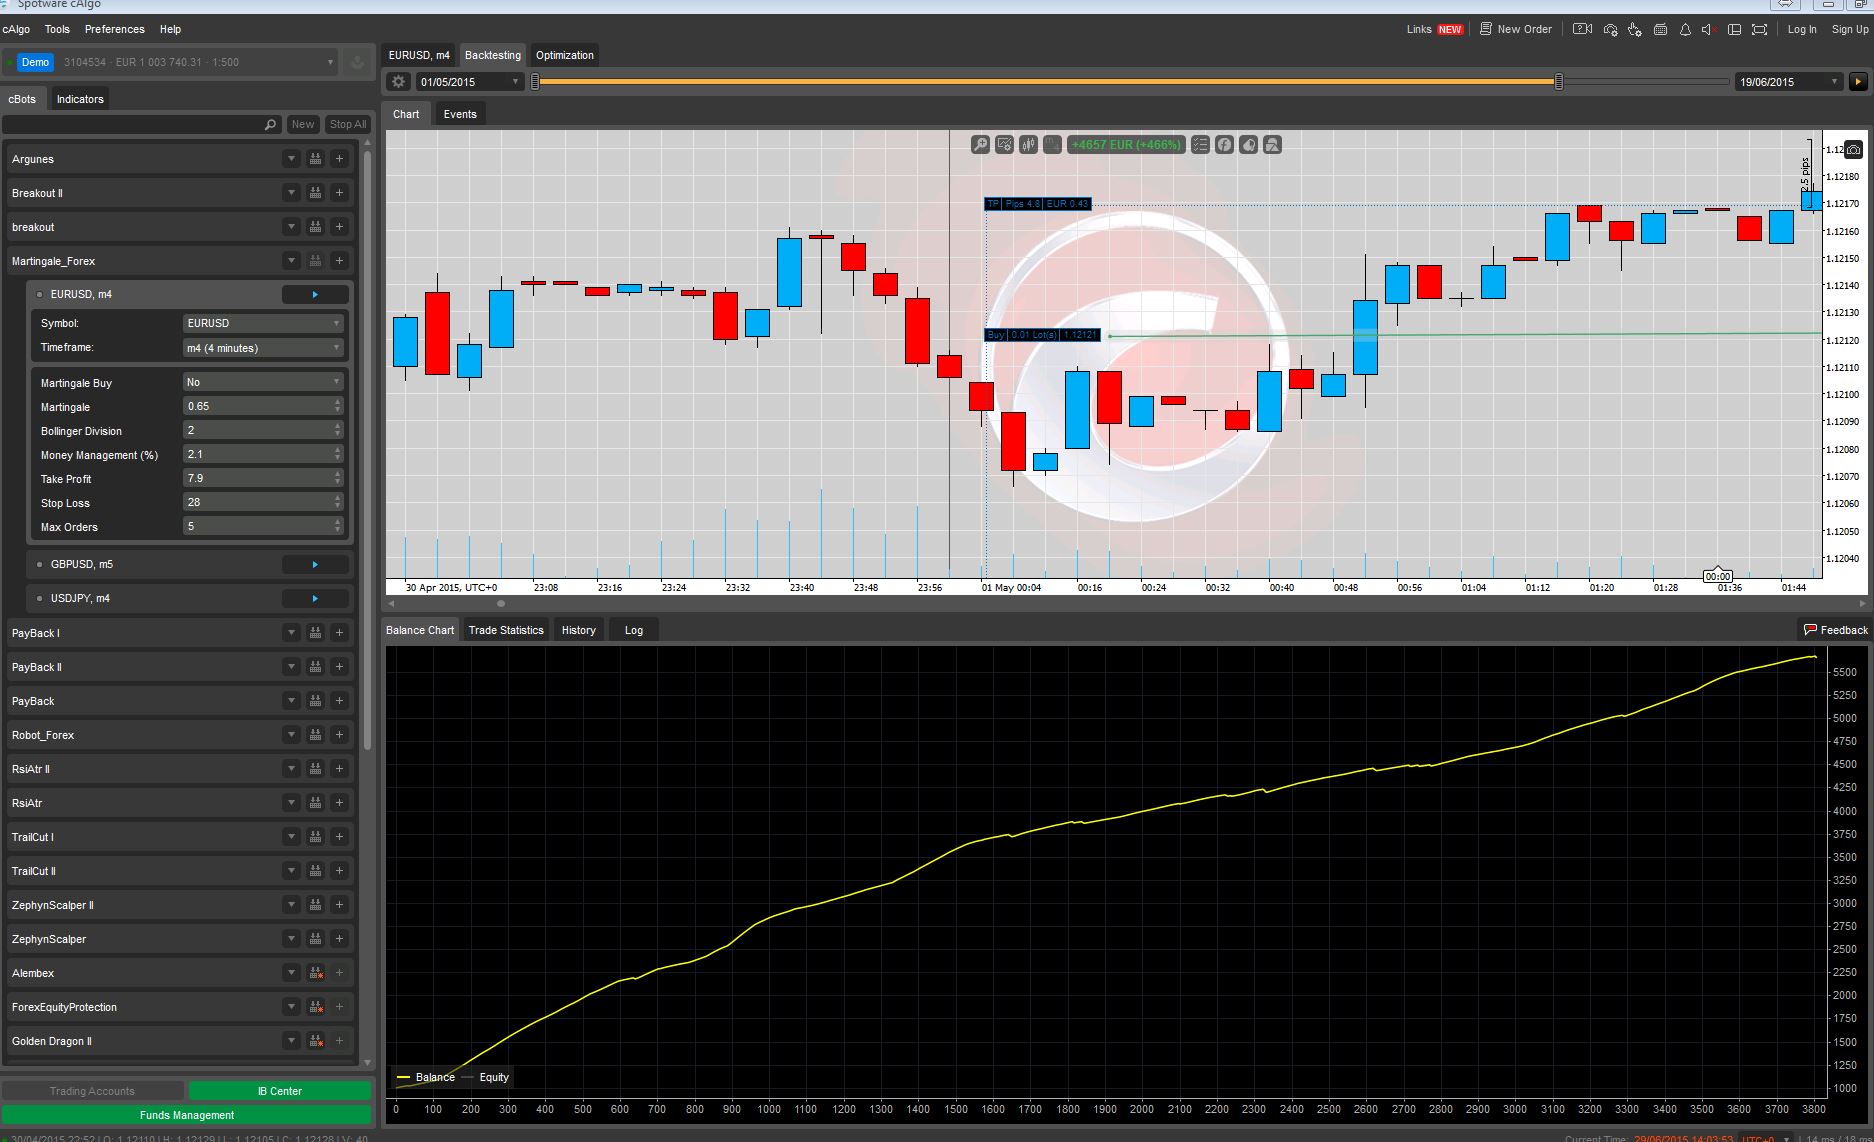 Spotware cAlgo
cAlgo Tools Preferences Help
Links NEW New Order Log In Sign Up
Demo 3104534 · EUR 1 003 740.31 · 1:500
cBots Indicators
New Stop All
Argunes
Breakout II
breakout
Martingale_Forex
EURUSD, m4
Symbol: EURUSD
Timeframe: m4 (4 minutes)
Martingale Buy No
Martingale 0.65
Bollinger Division 2
Money Management (%) 2.1
Take Profit 7.9
Stop Loss 28
Max Orders 5
GBPUSD, m5
USDJPY, m4
PayBack I
PayBack II
PayBack
Robot_Forex
RsiAtr II
RsiAtr
TrailCut I
TrailCut II
ZephynScalper II
ZephynScalper
Alembex
ForexEquityProtection
Golden Dragon II
Trading Accounts IB Center
Funds Management
EURUSD, m4 Backtesting Optimization
01/05/2015 19/06/2015
Chart Events
+4657 EUR (+466%)
TP Pips 4.8 EUR 0.43
Buy 0.01 Lot(s) 1.12121
2.5 pips
1.12180
1.12170
1.12160
1.12150
1.12140
1.12130
1.12120
1.12110
1.12100
1.12090
1.12080
1.12070
1.12060
1.12050
1.12040
00:00
30 Apr 2015, UTC+0 23:08 23:16 23:24 23:32 23:40 23:48 23:56 01 May 00:04 00:16 00:24 00:32 00:40 00:48 00:56 01:04 01:12 01:20 01:28 01:36 01:44
Balance Chart Trade Statistics History Log Feedback
5500
5250
5000
4750
4500
4250
4000
3750
3500
3250
3000
2750
2500
2250
2000
1750
1500
1250
1000
Balance Equity
0 100 200 300 400 500 600 700 800 900 1000 1100 1200 1300 1400 1500 1600 1700 1800 1900 2000 2100 2200 2300 2400 2500 2600 2700 2800 2900 3000 3100 3200 3300 3400 3500 3600 3700 3800
30/04/2015 22:52 | O: 1.12110 | H: 1.12129 | L: 1.12105 | C: 1.12128 | V: 40
Current Time: 29/06/2015 14:03:53 UTC+0 14 ms / 18 ms